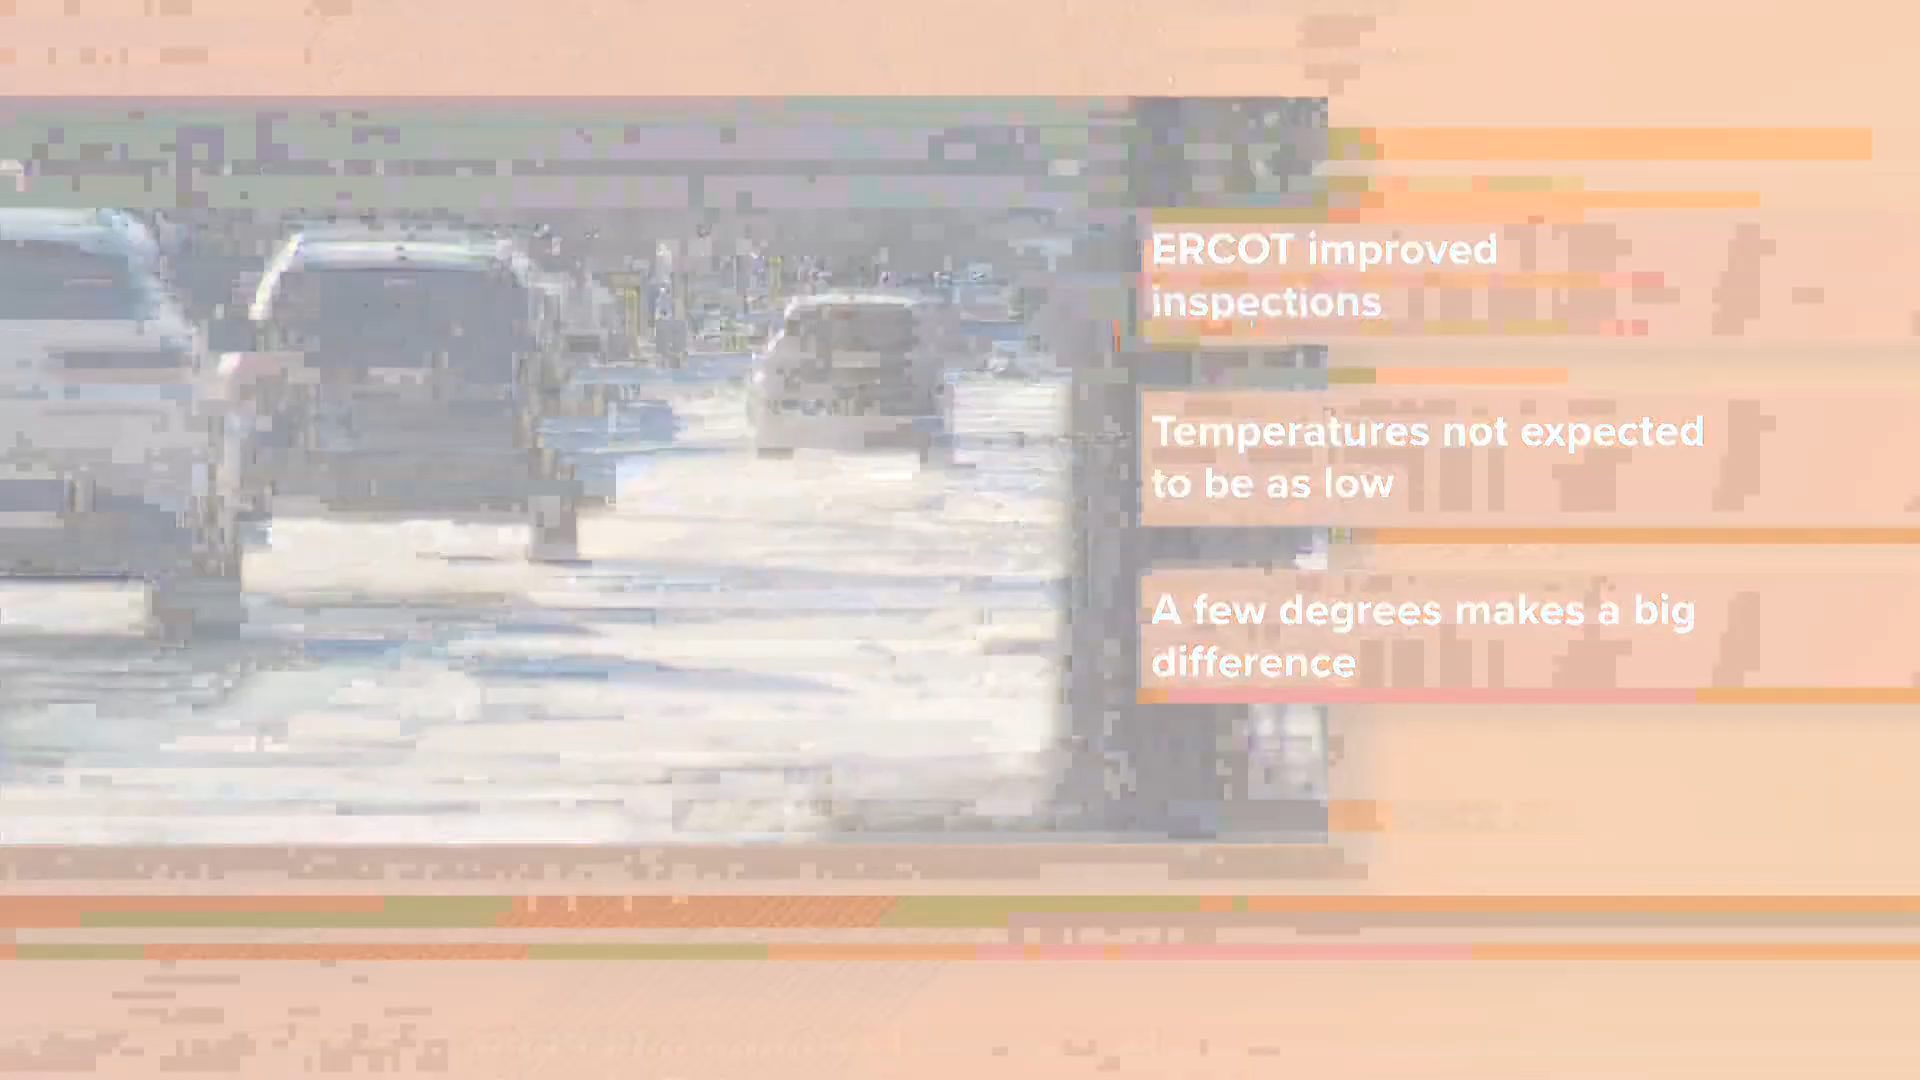 ERCOT improved
inspections
Temperatures not expected
to be as low
A few degrees makes a big
difference